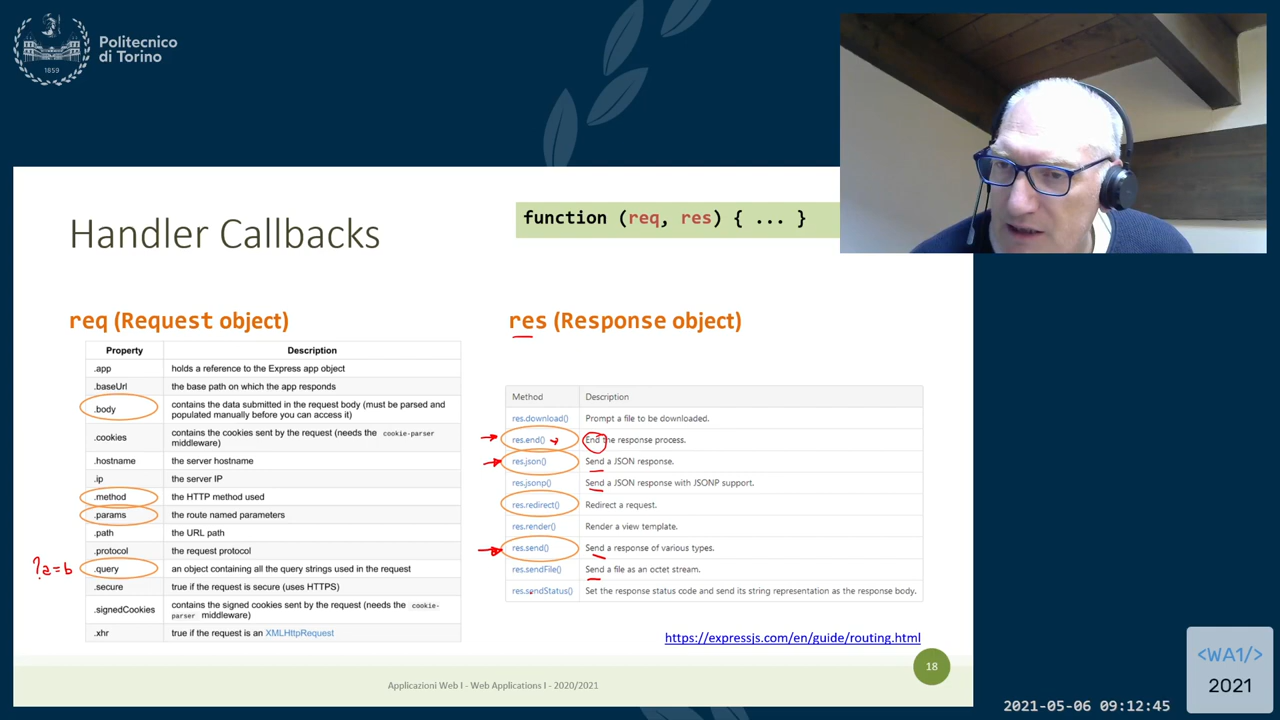 Politecnico
di Torino
1859
Handler Callbacks
function (req, res) { ... }
req (Request object)
Property Description
.app holds a reference to the Express app object
.baseUrl the base path on which the app responds
.body contains the data submitted in the request body (must be parsed and
populated manually before you can access it)
.cookies contains the cookies sent by the request (needs the cookie-parser
middleware)
.hostname the server hostname
.ip the server IP
.method the HTTP method used
.params the route named parameters
.path the URL path
.protocol the request protocol
?a=b
.query an object containing all the query strings used in the request
.secure true if the request is secure (uses HTTPS)
.signedCookies contains the signed cookies sent by the request (needs the cookie-
parser middleware)
.xhr true if the request is an XMLHttpRequest
res (Response object)
Method Description
res.download() Prompt a file to be downloaded.
res.end() End the response process.
res.json() Send a JSON response.
res.jsonp() Send a JSON response with JSONP support.
res.redirect() Redirect a request.
res.render() Render a view template.
res.send() Send a response of various types.
res.sendFile() Send a file as an octet stream.
res.sendStatus() Set the response status code and send its string representation as the response body.
https://expressjs.com/en/guide/routing.html
18
Applicazioni Web I - Web Applications I - 2020/2021
<WA1/>
2021
2021-05-06 09:12:45